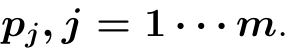 p_j, j = 1 ··· m.